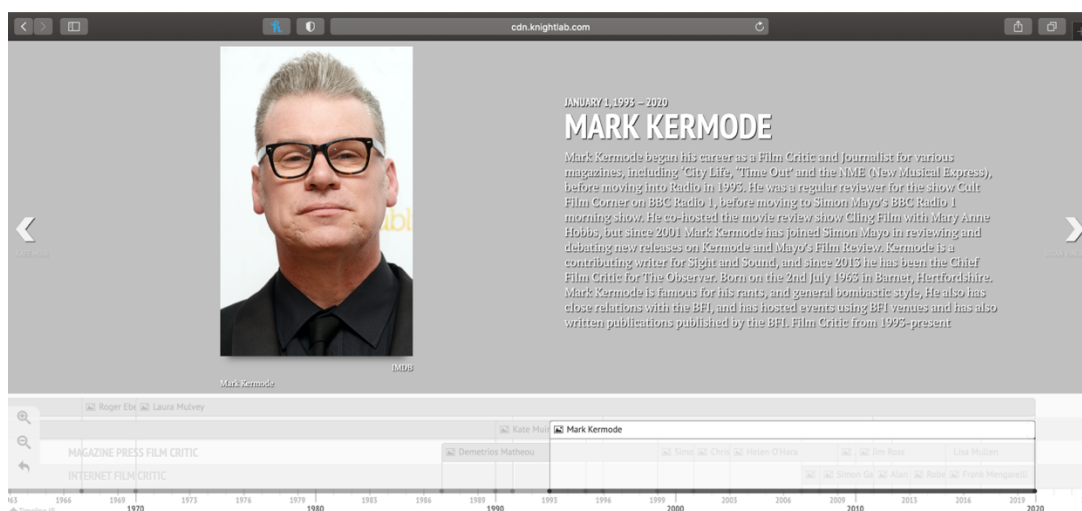 cdn.knightlab.com
JANUARY 1, 1993 – 2020
MARK KERMODE
Mark Kermode began his career as a Film Critic and Journalist for various
magazines, including 'City Life, 'Time Out' and the NME (New Musical Express),
before moving into Radio in 1993. He was a regular reviewer for the show Cult
Film Corner on BBC Radio 1, before moving to Simon Mayo's BBC Radio 1
morning show. He co-hosted the movie review show Cling Film with Mary Anne
Hobbs, but since 2001 Mark Kermode has joined Simon Mayo in reviewing and
debating new releases on Kermode and Mayo's Film Review. Kermode is a
contributing writer for Sight and Sound, and since 2013 he has been the Chief
Film Critic for The Observer. Born on the 2nd July 1963 in Barnet, Hertfordshire.
Mark Kermode is famous for his rants, and general bombastic style, He also has
close relations with the BFI, and has hosted events using BFI venues and has also
written publications published by the BFI. Film Critic from 1993-present
IMDB
Mark Kermode
Roger Ebe Laura Mulvey
Kate Muir Mark Kermode
MAGAZINE PRESS FILM CRITIC Demetrios Matheou Simo Chris Helen O'Hara Jim Ross Lisa Mullen
INTERNET FILM CRITIC Simon Ga Alan Robe Frank Mengarelli
1966 1969 1973 1975 1979 1983 1986 1989 1993 1996 1999 2003 2006 2009 2013 2016 2019
1970 1980 1990 2000 2010 2020